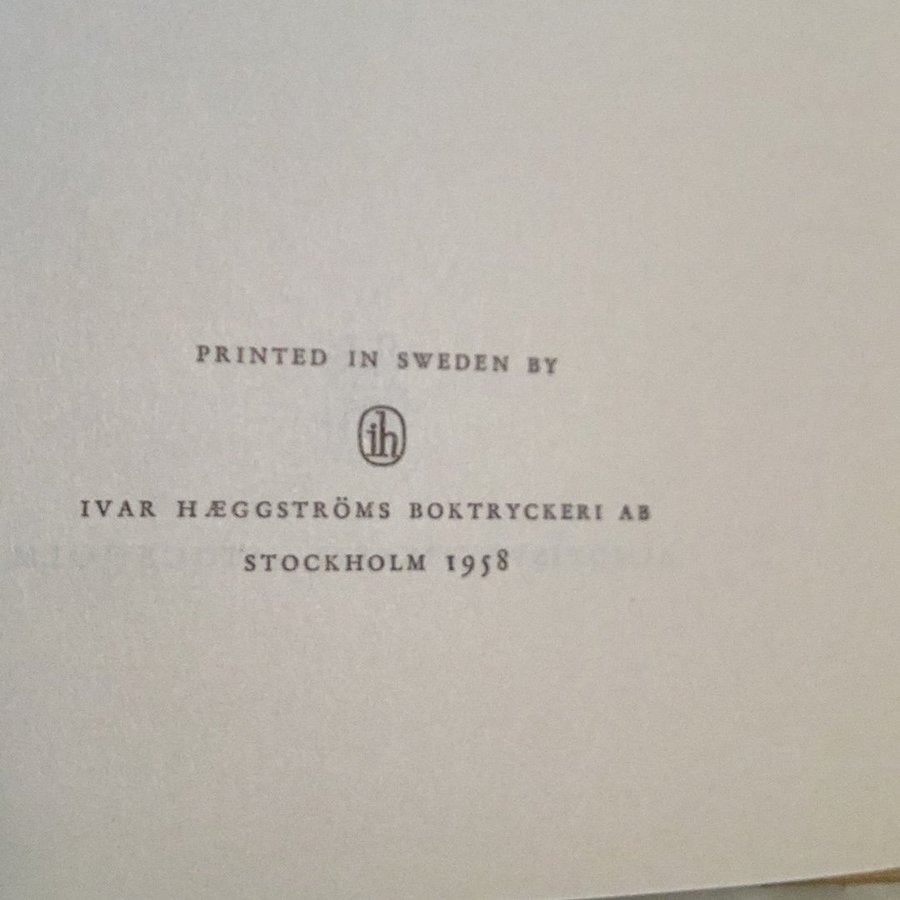 PRINTED IN SWEDEN BY
ih
IVAR HÆGGSTRÖMS BOKTRYCKERI AB
STOCKHOLM 1958